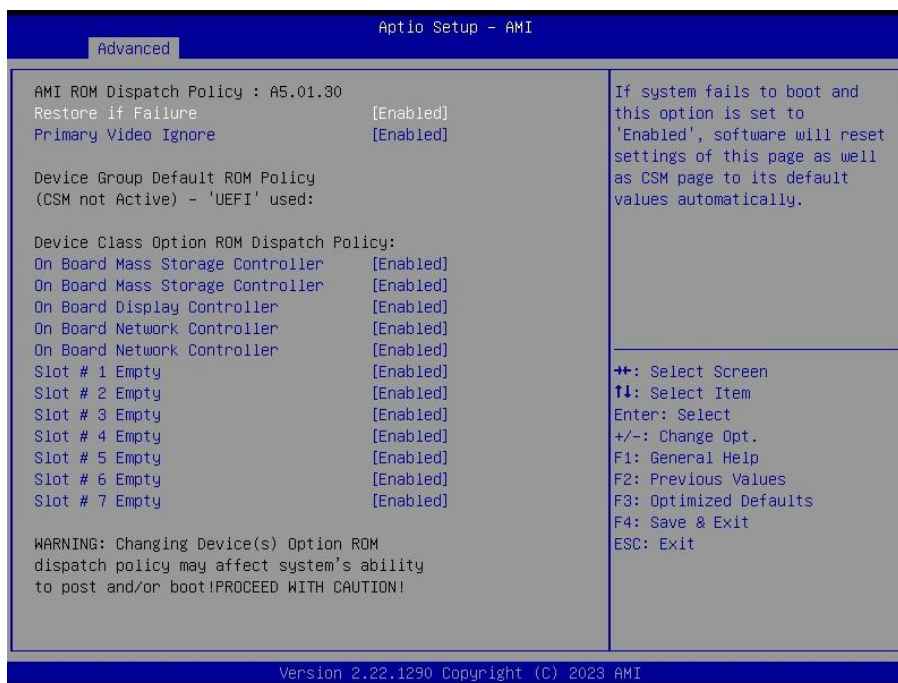 Aptio Setup – AMI
Advanced
AMI ROM Dispatch Policy : A5.01.30
Restore if Failure [Enabled]
Primary Video Ignore [Enabled]
Device Group Default ROM Policy
(CSM not Active) – 'UEFI' used:
Device Class Option ROM Dispatch Policy:
On Board Mass Storage Controller [Enabled]
On Board Mass Storage Controller [Enabled]
On Board Display Controller [Enabled]
On Board Network Controller [Enabled]
On Board Network Controller [Enabled]
Slot # 1 Empty [Enabled]
Slot # 2 Empty [Enabled]
Slot # 3 Empty [Enabled]
Slot # 4 Empty [Enabled]
Slot # 5 Empty [Enabled]
Slot # 6 Empty [Enabled]
Slot # 7 Empty [Enabled]
WARNING: Changing Device(s) Option ROM
dispatch policy may affect system's ability
to post and/or boot!PROCEED WITH CAUTION!
If system fails to boot and
this option is set to
'Enabled', software will reset
settings of this page as well
as CSM page to its default
values automatically.
→←: Select Screen
↑↓: Select Item
Enter: Select
+/-: Change Opt.
F1: General Help
F2: Previous Values
F3: Optimized Defaults
F4: Save & Exit
ESC: Exit
Version 2.22.1290 Copyright (C) 2023 AMI